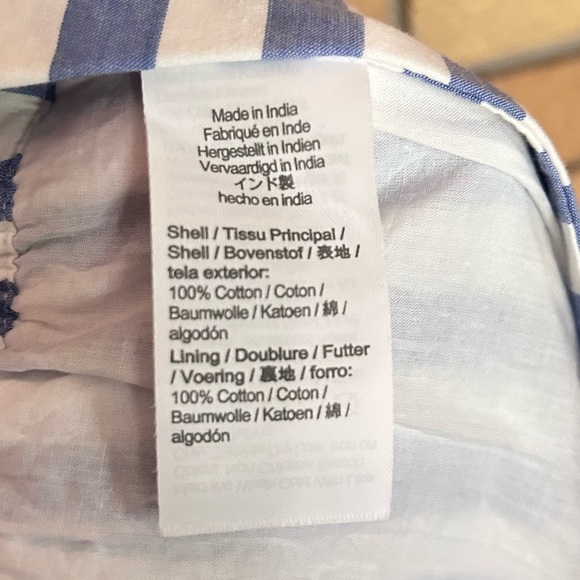 Made in India
Fabriqué en Inde
Hergestellt in Indien
Vervaardigd in India
インド製
hecho en india
Shell / Tissu Principal /
Shell / Bovenstof / 表地 /
tela exterior:
100% Cotton / Coton /
Baumwolle / Katoen / 綿 /
algodón
Lining / Doublure / Futter
/ Voering / 裏地 / forro:
100% Cotton / Coton /
Baumwolle / Katoen / 綿 /
algodón